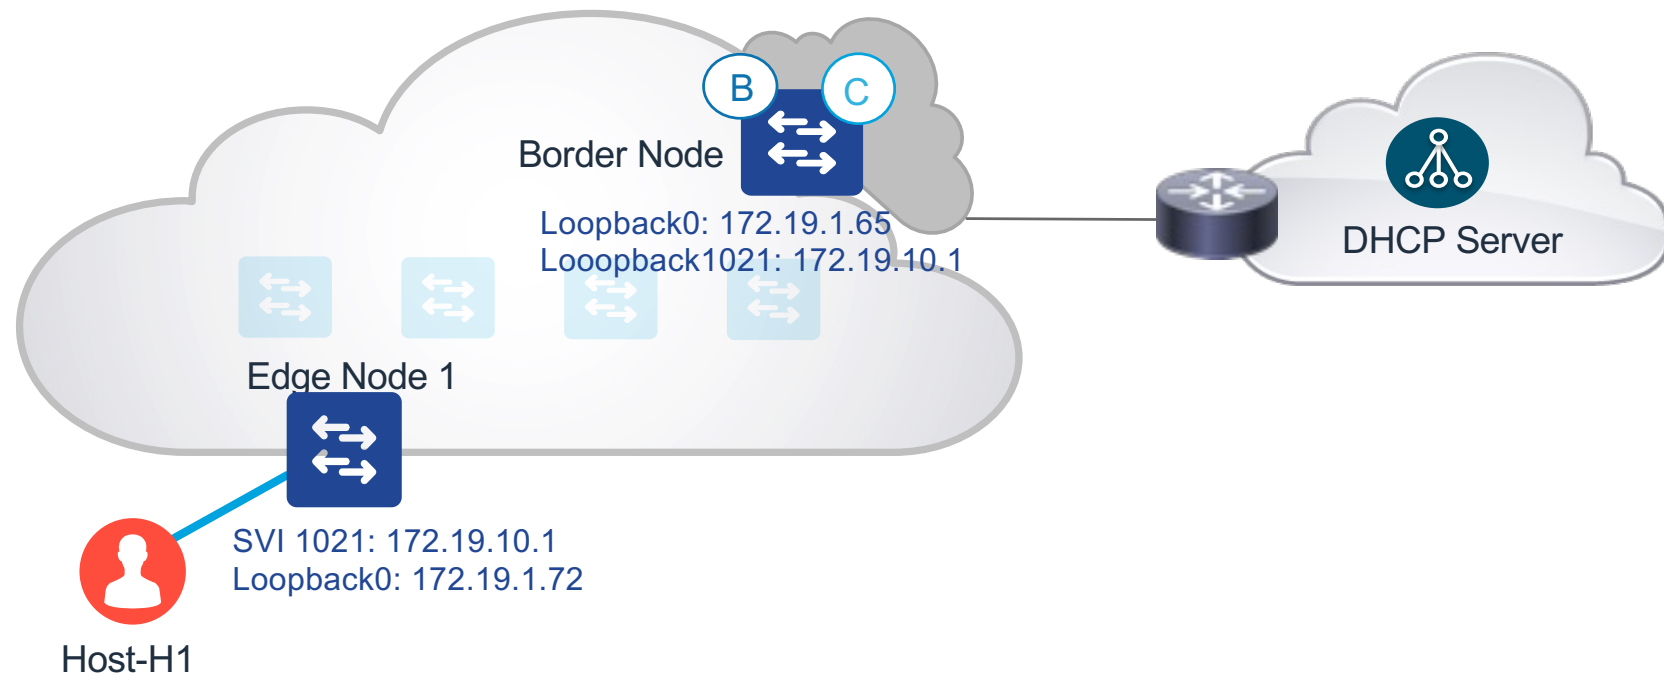 B
C
Border Node
Loopback0: 172.19.1.65
Looopback1021: 172.19.10.1
DHCP Server
Edge Node 1
SVI 1021: 172.19.10.1
Loopback0: 172.19.1.72
Host-H1